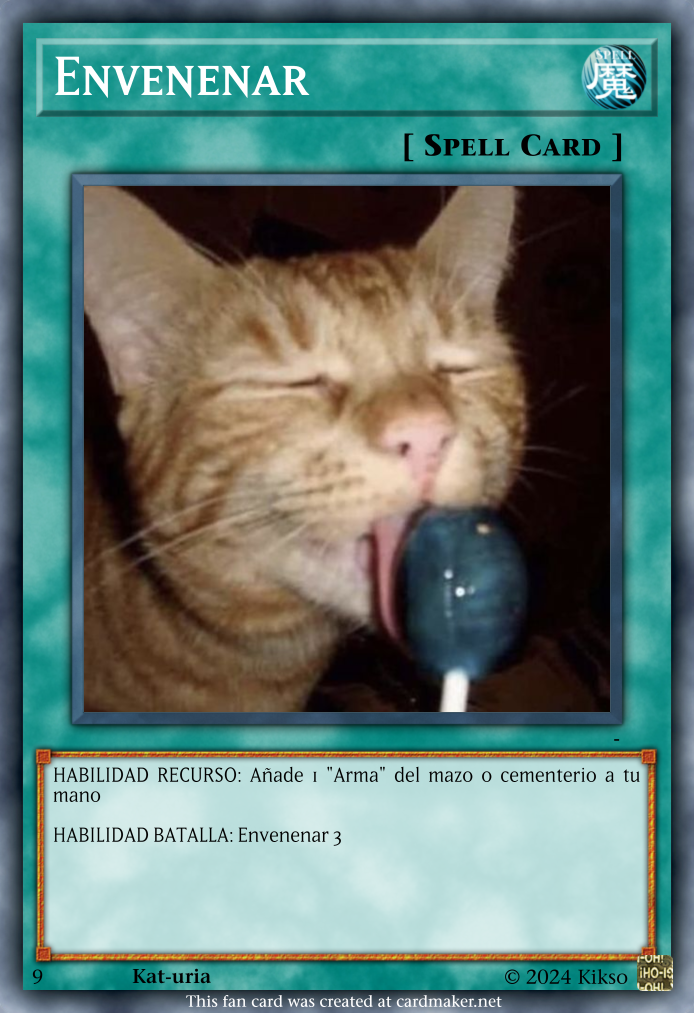 Envenenar
SPELL
魔
[ Spell Card ]
-
HABILIDAD RECURSO: Añade 1 "Arma" del mazo o cementerio a tu
mano
HABILIDAD BATALLA: Envenenar 3
9 Kat-uria © 2024 Kikso
This fan card was created at cardmaker.net